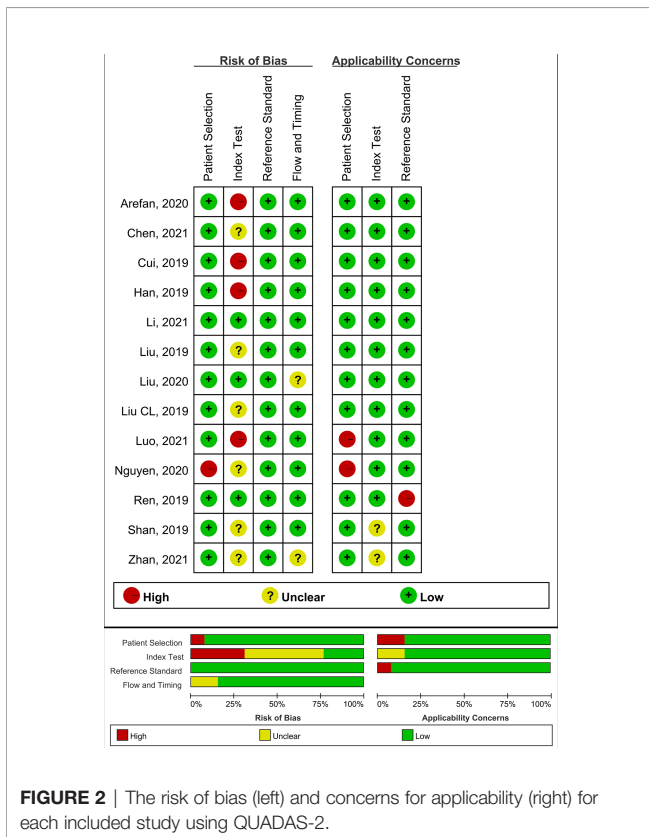 Risk of Bias
Applicability Concerns
Patient Selection
Index Test
Reference Standard
Flow and Timing
Patient Selection
Index Test
Reference Standard
Arefan, 2020 + + + + + +
Chen, 2021 + ? + + + + +
Cui, 2019 + + + + + +
Han, 2019 + + + + + +
Li, 2021 + + + + + + +
Liu, 2019 + ? + + + + +
Liu, 2020 + + + ? + + +
Liu CL, 2019 + ? + + + + +
Luo, 2021 + + + + +
Nguyen, 2020 ? + + + +
Ren, 2019 + + + + + +
Shan, 2019 + ? + + + ? +
Zhan, 2021 + ? + ? + ? +
High ? Unclear + Low
Patient Selection
Index Test
Reference Standard
Flow and Timing
0% 25% 50% 75% 100% 0% 25% 50% 75% 100%
Risk of Bias Applicability Concerns
High Unclear Low
FIGURE 2 | The risk of bias (left) and concerns for applicability (right) for
each included study using QUADAS-2.